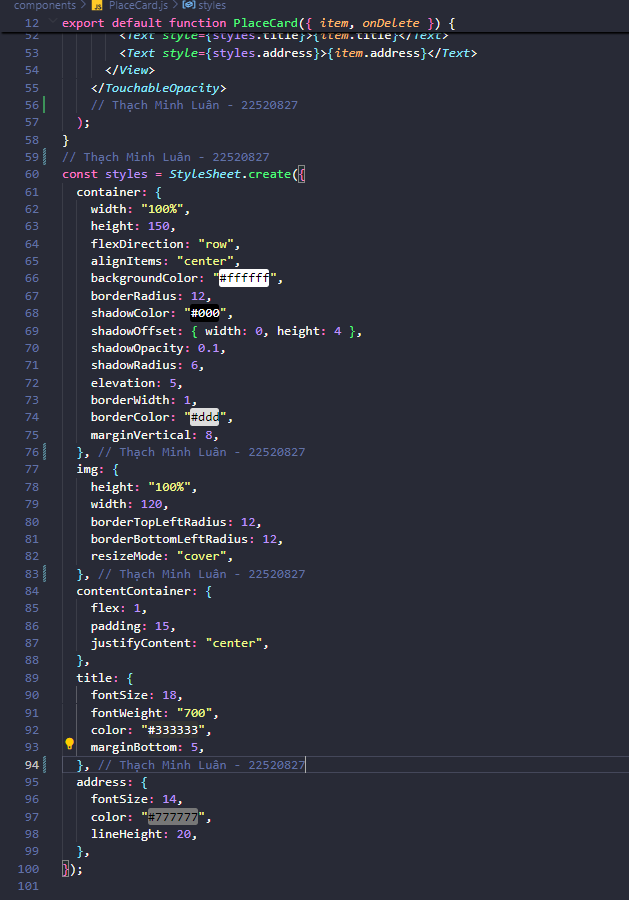 components > PlaceCard.js > styles
12 export default function PlaceCard({ item, onDelete }) {
52 <Text style={styles.title}>{item.title}</Text>
53 <Text style={styles.address}>{item.address}</Text>
54 </View>
55 </TouchableOpacity>
56 // Thạch Minh Luân - 22520827
57 );
58 }
59 // Thạch Minh Luân - 22520827
60 const styles = StyleSheet.create({
61 container: {
62 width: "100%",
63 height: 150,
64 flexDirection: "row",
65 alignItems: "center",
66 backgroundColor: "#ffffff",
67 borderRadius: 12,
68 shadowColor: "#000",
69 shadowOffset: { width: 0, height: 4 },
70 shadowOpacity: 0.1,
71 shadowRadius: 6,
72 elevation: 5,
73 borderWidth: 1,
74 borderColor: "#ddd",
75 marginVertical: 8,
76 }, // Thạch Minh Luân - 22520827
77 img: {
78 height: "100%",
79 width: 120,
80 borderTopLeftRadius: 12,
81 borderBottomLeftRadius: 12,
82 resizeMode: "cover",
83 }, // Thạch Minh Luân - 22520827
84 contentContainer: {
85 flex: 1,
86 padding: 15,
87 justifyContent: "center",
88 },
89 title: {
90 fontSize: 18,
91 fontWeight: "700",
92 color: "#333333",
93 marginBottom: 5,
94 }, // Thạch Minh Luân - 22520827
95 address: {
96 fontSize: 14,
97 color: "#777777",
98 lineHeight: 20,
99 },
100 });
101